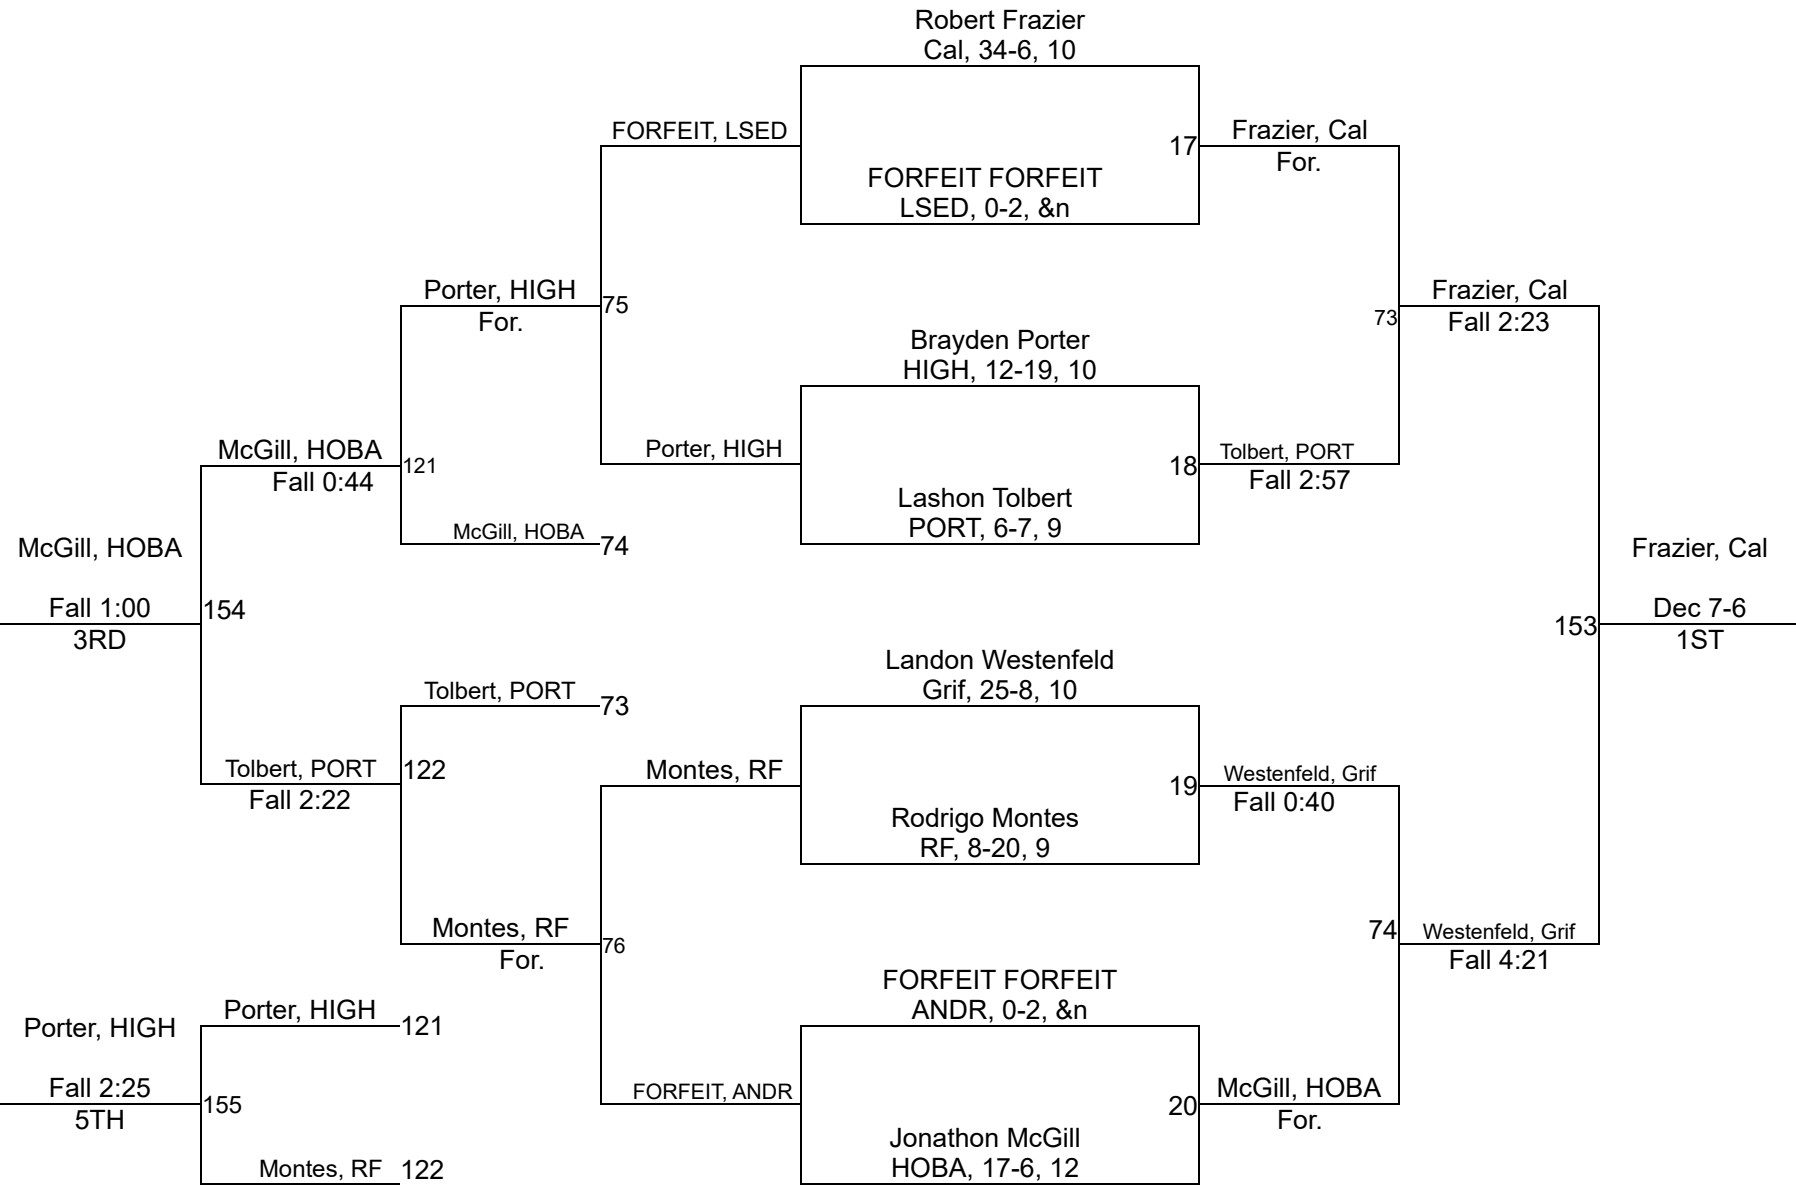 Robert Frazier
Cal, 34-6, 10
FORFEIT, LSED
17
Frazier, Cal
For.
FORFEIT FORFEIT
LSED, 0-2, &n
Porter, HIGH
For.
75
73
Frazier, Cal
Fall 2:23
Brayden Porter
HIGH, 12-19, 10
McGill, HOBA
Fall 0:44
121
Porter, HIGH
18
Tolbert, PORT
Fall 2:57
Lashon Tolbert
PORT, 6-7, 9
McGill, HOBA
74
McGill, HOBA
Fall 1:00
3RD
154
Frazier, Cal
153
Dec 7-6
1ST
Landon Westenfeld
Grif, 25-8, 10
Tolbert, PORT
73
Tolbert, PORT
Fall 2:22
122
Montes, RF
19
Westenfeld, Grif
Fall 0:40
Rodrigo Montes
RF, 8-20, 9
Montes, RF
For.
76
74
Westenfeld, Grif
Fall 4:21
FORFEIT FORFEIT
ANDR, 0-2, &n
Porter, HIGH
121
Porter, HIGH
Fall 2:25
5TH
155
FORFEIT, ANDR
20
McGill, HOBA
For.
Jonathon McGill
HOBA, 17-6, 12
Montes, RF
122